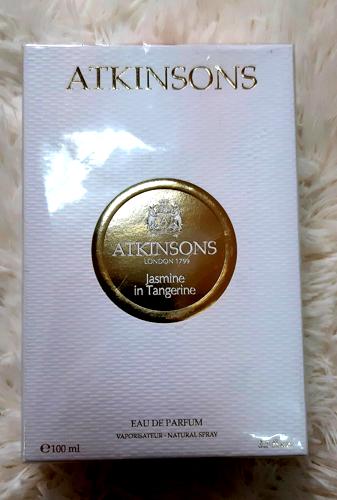 ATKINSONS
ATKINSONS
LONDON 1799
Jasmine
in Tangerine
EAU DE PARFUM
VAPORISATEUR - NATURAL SPRAY
℮100 ml